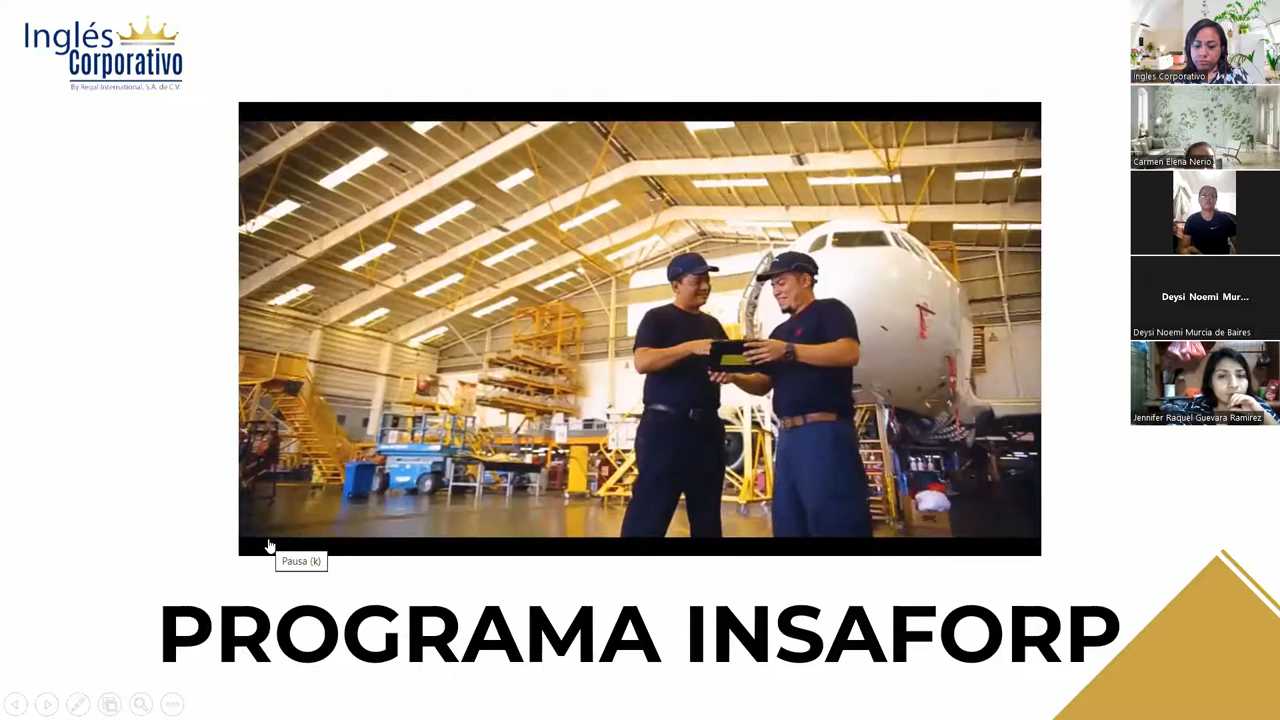 Inglés
Corporativo
By Regal International, S.A. de C.V.
Ingles Corporativo
Carmen Elena Nerio
Deysi Noemi Mur...
Deysi Noemi Murcia de Baires
Jennifer Raquel Guevara Ramirez
Pausa (k)
PROGRAMA INSAFORP